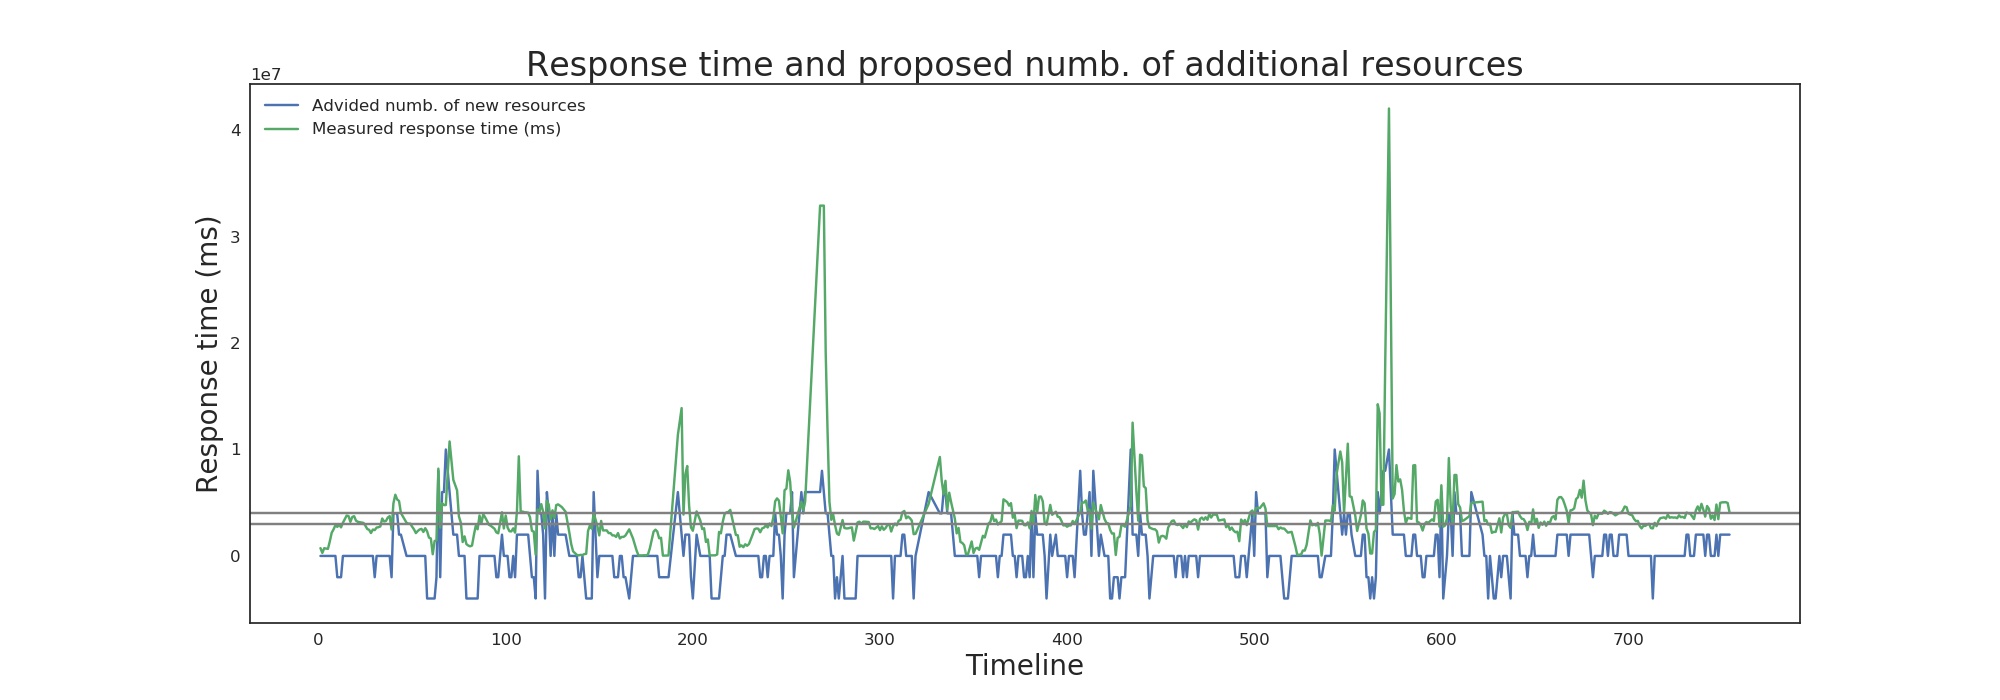 Response time and proposed numb. of additional resources
1e7
Advided numb. of new resources
Measured response time (ms)
Response time (ms)
4
3
2
1
0
0 100 200 300 400 500 600 700
Timeline